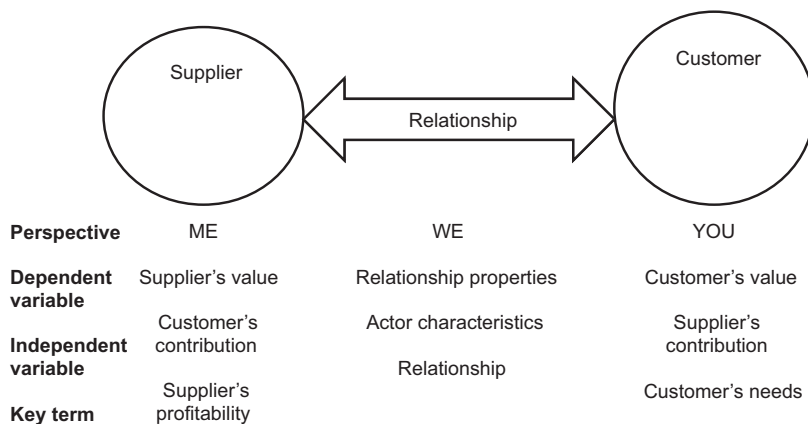 Supplier
Customer
Relationship
Perspective ME WE YOU
Dependent variable Supplier's value Relationship properties Customer's value
Independent variable Customer's contribution Actor characteristics Supplier's contribution
Relationship
Key term Supplier's profitability Customer's needs